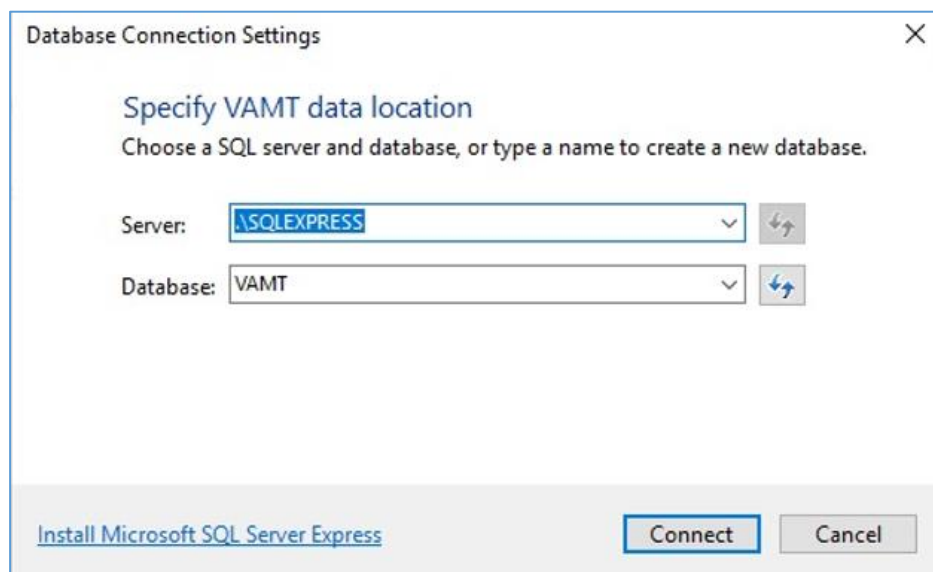 Database Connection Settings
Specify VAMT data location
Choose a SQL server and database, or type a name to create a new database.
Server: .\SQLEXPRESS
Database: VAMT
Install Microsoft SQL Server Express Connect Cancel